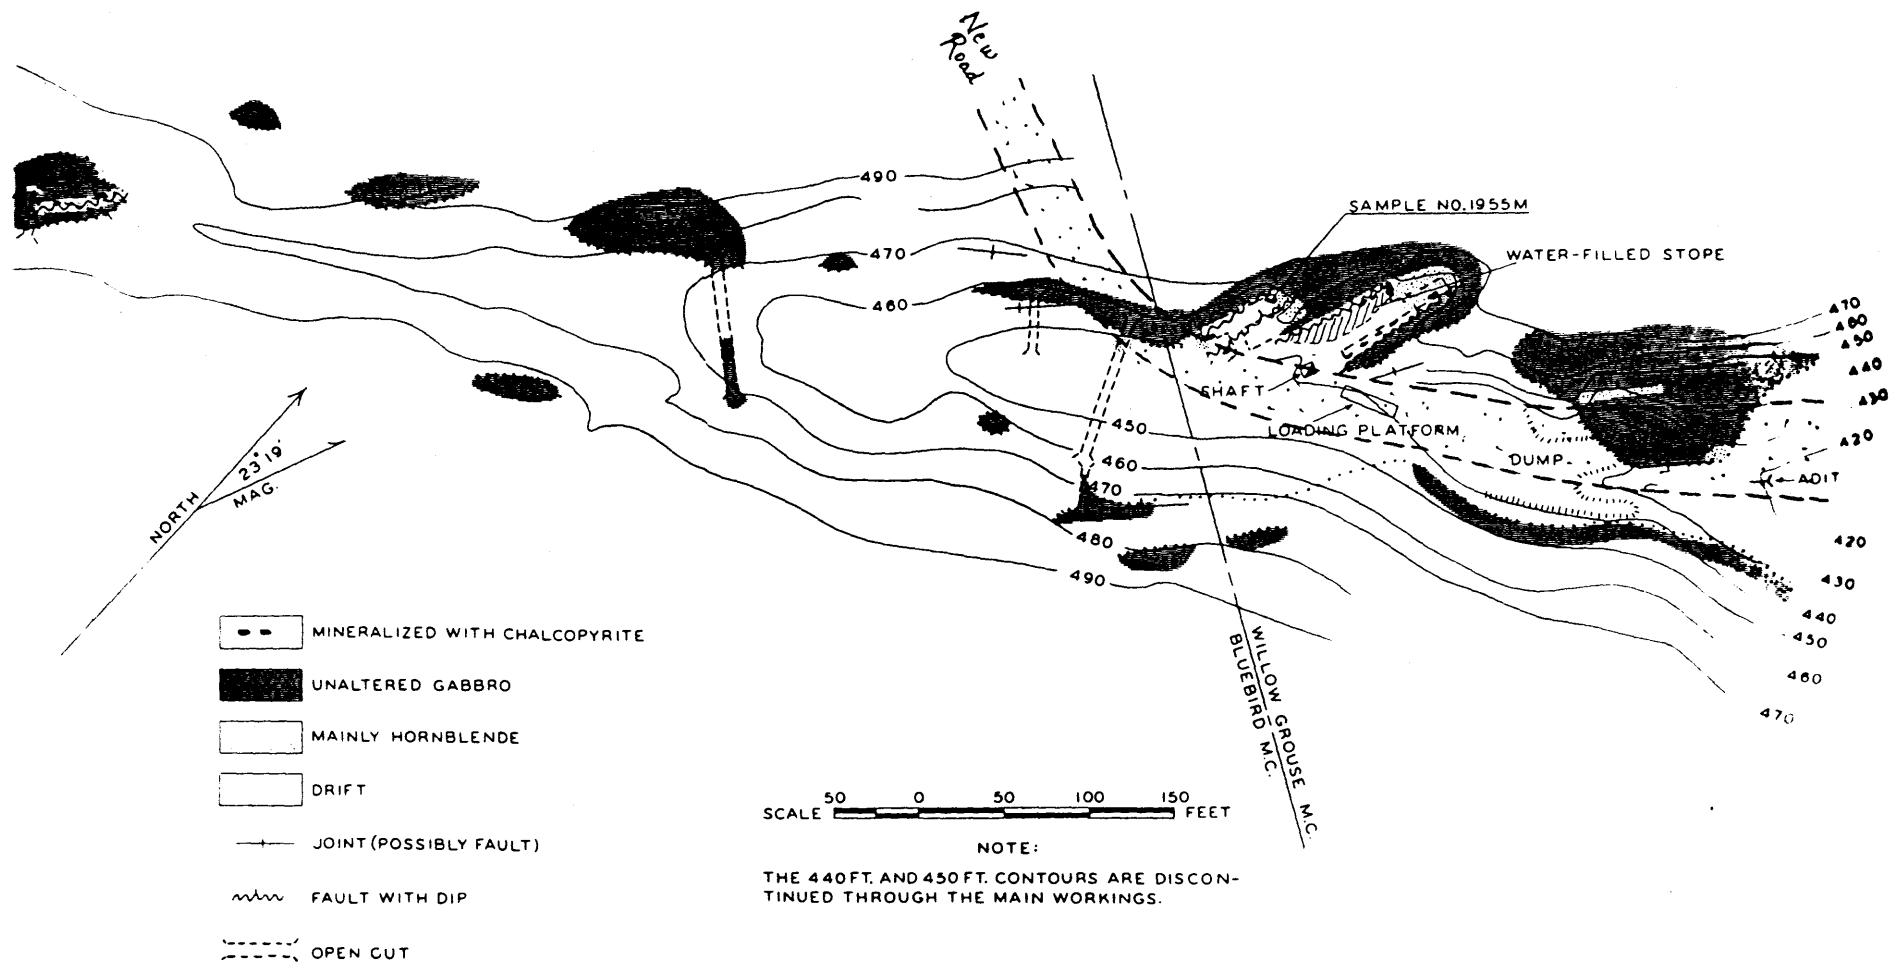 New
Road
490
SAMPLE NO.1955M
WATER-FILLED STOPE
470
460
470
460
450
440
430
420
SHAFT
LOADING PLATFORM
450
DUMP
460
470
ADIT
480
490
420
430
440
450
460
470
NORTH
23°19'
MAG.
WILLOW GROUSE M.C.
BLUEBIRD M.C.
MINERALIZED WITH CHALCOPYRITE
UNALTERED GABBRO
MAINLY HORNBLENDE
DRIFT
JOINT (POSSIBLY FAULT)
FAULT WITH DIP
OPEN CUT
50 0 50 100 150
SCALE FEET
NOTE:
THE 440 FT. AND 450 FT. CONTOURS ARE DISCON-
TINUED THROUGH THE MAIN WORKINGS.